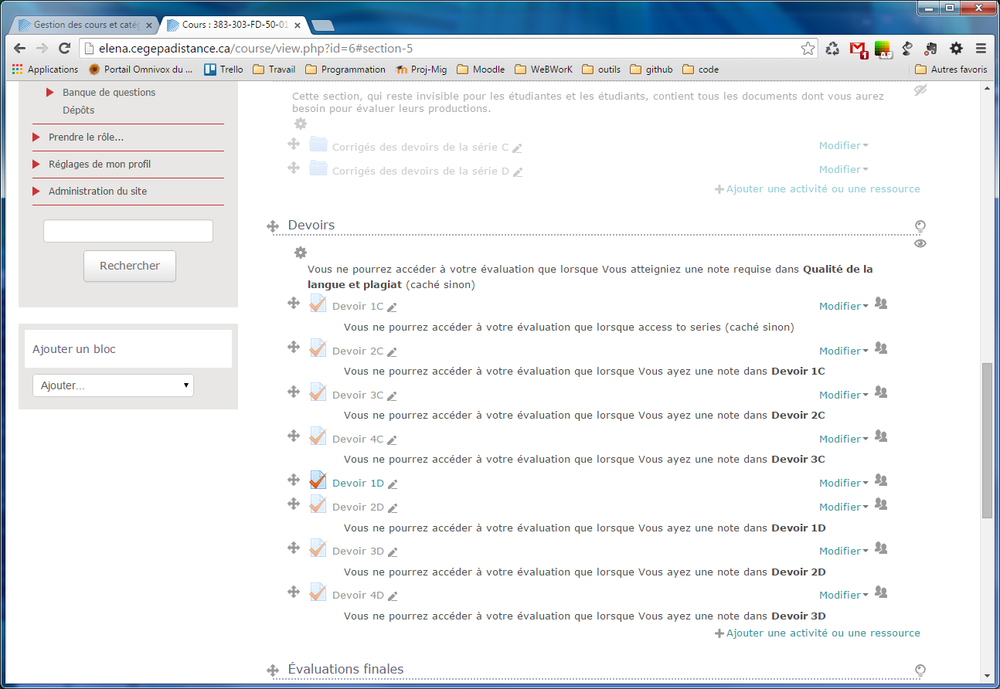 Gestion des cours et caté
Cours : 383-303-FD-50-01
elena.cegepadistance.ca/course/view.php?id=6#section-5
1
Applications
Portail Omnivox du ...
Trello
Travail
Programmation
Proj-Mig
Moodle
WeBWorK
outils
github
code
Autres favoris
Banque de questions
Dépôts
Prendre le rôle...
Réglages de mon profil
Administration du site
Rechercher
Ajouter un bloc
Ajouter...
Cette section, qui reste invisible pour les étudiantes et les étudiants, contient tous les documents dont vous aurez
besoin pour évaluer leurs productions.
Corrigés des devoirs de la série C
Modifier
Corrigés des devoirs de la série D
Modifier
Ajouter une activité ou une ressource
Devoirs
Vous ne pourrez accéder à votre évaluation que lorsque Vous atteigniez une note requise dans Qualité de la
langue et plagiat (caché sinon)
Devoir 1C
Modifier
Vous ne pourrez accéder à votre évaluation que lorsque access to series (caché sinon)
Devoir 2C
Modifier
Vous ne pourrez accéder à votre évaluation que lorsque Vous ayez une note dans Devoir 1C
Devoir 3C
Modifier
Vous ne pourrez accéder à votre évaluation que lorsque Vous ayez une note dans Devoir 2C
Devoir 4C
Modifier
Vous ne pourrez accéder à votre évaluation que lorsque Vous ayez une note dans Devoir 3C
Devoir 1D
Modifier
Devoir 2D
Modifier
Vous ne pourrez accéder à votre évaluation que lorsque Vous ayez une note dans Devoir 1D
Devoir 3D
Modifier
Vous ne pourrez accéder à votre évaluation que lorsque Vous ayez une note dans Devoir 2D
Devoir 4D
Modifier
Vous ne pourrez accéder à votre évaluation que lorsque Vous ayez une note dans Devoir 3D
Ajouter une activité ou une ressource
Évaluations finales